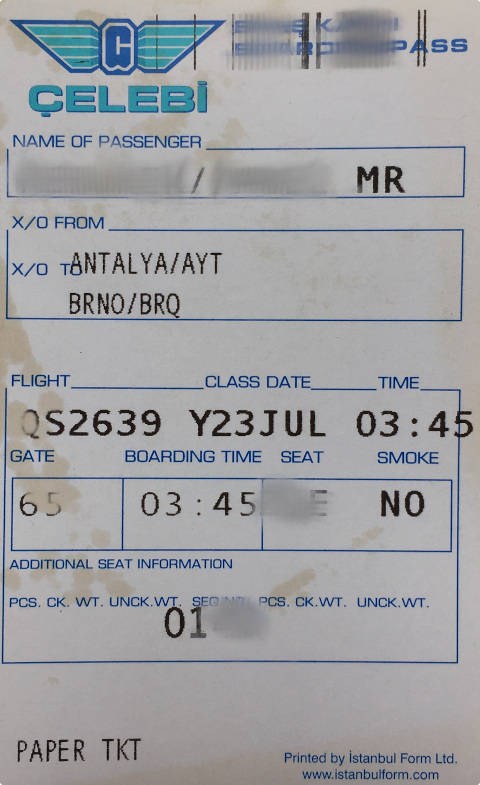 C
ÇELEBİ
PASS
NAME OF PASSENGER
/ MR
X/O FROM
X/O TO ANTALYA/AYT
BRNO/BRQ
FLIGHT CLASS DATE TIME
QS2639 Y23JUL 03:45
GATE BOARDING TIME SEAT SMOKE
65 03:45 E NO
ADDITIONAL SEAT INFORMATION
PCS. CK. WT. UNCK.WT. PCS. CK. WT. UNCK.WT.
01
PAPER TKT
Printed by İstanbul Form Ltd.
www.istanbulform.com